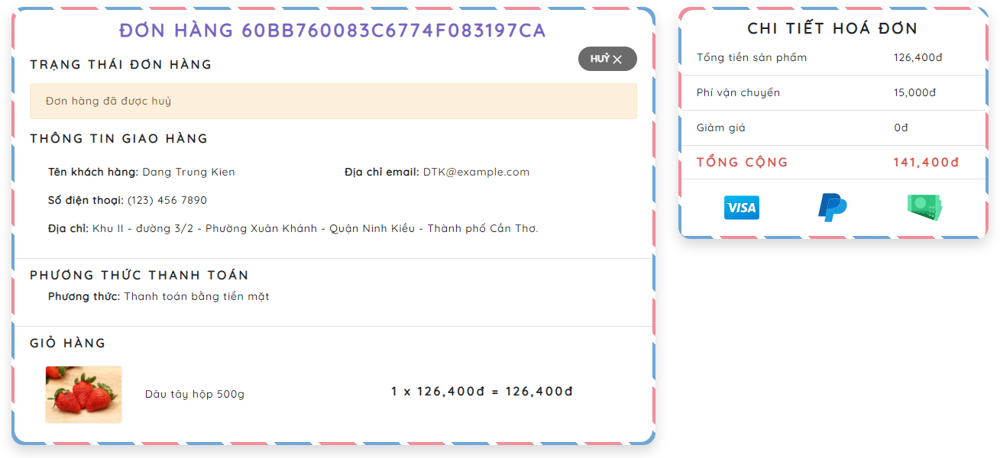 ĐƠN HÀNG 60BB760083C6774F083197CA
TRẠNG THÁI ĐƠN HÀNG
HUỶ
Đơn hàng đã được huỷ
THÔNG TIN GIAO HÀNG
Tên khách hàng: Dang Trung Kien
Địa chỉ email: DTK@example.com
Số điện thoại: (123) 456 7890
Địa chỉ: Khu II - đường 3/2 - Phường Xuân Khánh - Quận Ninh Kiều - Thành phố Cần Thơ.
PHƯƠNG THỨC THANH TOÁN
Phương thức: Thanh toán bằng tiền mặt
GIỎ HÀNG
Dâu tây hộp 500g
1 x 126,400đ = 126,400đ
CHI TIẾT HOÁ ĐƠN
Tổng tiền sản phẩm 126,400đ
Phí vận chuyển 15,000đ
Giảm giá 0đ
TỔNG CỘNG 141,400đ
VISA